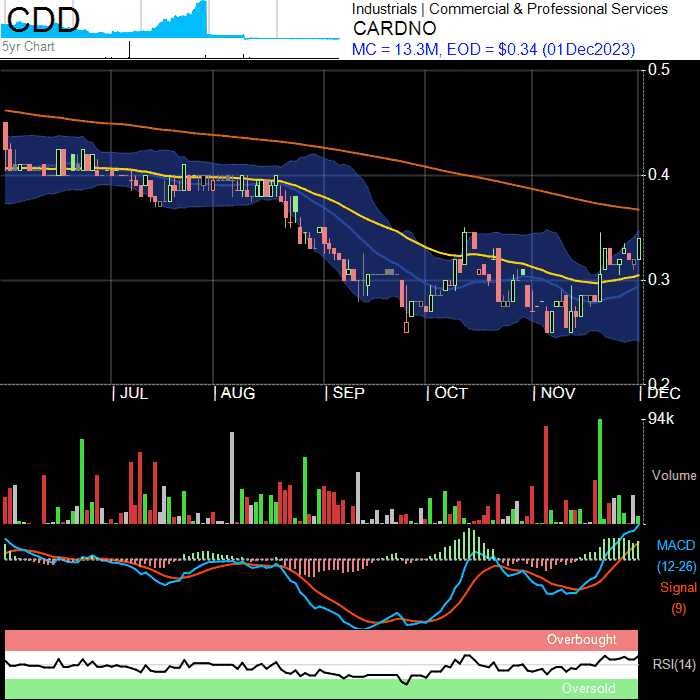 CDD
5yr Chart
Industrials | Commercial & Professional Services
CARDNO
MC = 13.3M, EOD = $0.34 (01Dec2023)
0.5
0.4
0.3
0.2
JUL
AUG
SEP
OCT
NOV
DEC
94k
Volume
MACD
(12-26)
Signal
(9)
Overbought
RSI(14)
Oversold